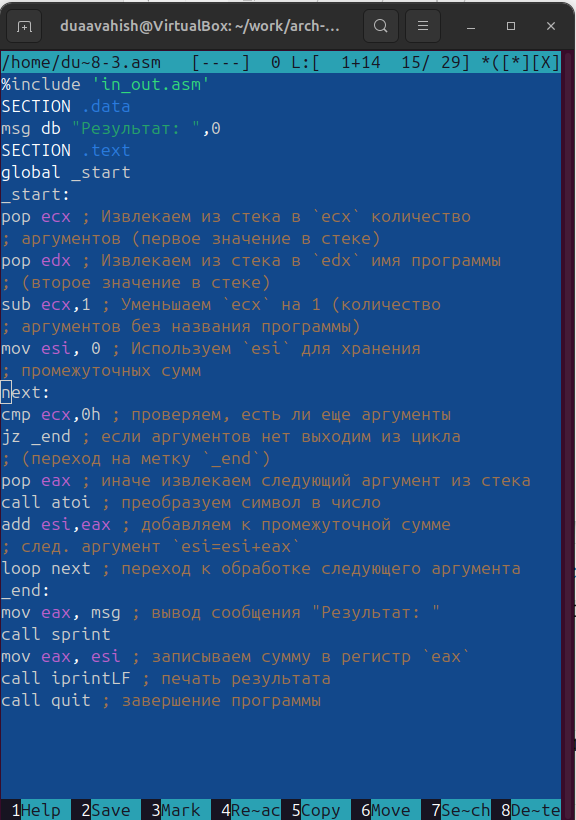 duaavahish@VirtualBox: ~/work/arch-...
/home/du~8-3.asm [----] 0 L:[ 1+14 15/ 29] *([*][X]
%include 'in_out.asm'
SECTION .data
msg db "Результат: ",0
SECTION .text
global _start
_start:
pop ecx ; Извлекаем из стека в `ecx` количество
; аргументов (первое значение в стеке)
pop edx ; Извлекаем из стека в `edx` имя программы
; (второе значение в стеке)
sub ecx,1 ; Уменьшаем `ecx` на 1 (количество
; аргументов без названия программы)
mov esi, 0 ; Используем `esi` для хранения
; промежуточных сумм
next:
cmp ecx,0h ; проверяем, есть ли еще аргументы
jz _end ; если аргументов нет выходим из цикла
; (переход на метку `_end`)
pop eax ; иначе извлекаем следующий аргумент из стека
call atoi ; преобразуем символ в число
add esi,eax ; добавляем к промежуточной сумме
; след. аргумент `esi=esi+eax`
loop next ; переход к обработке следующего аргумента
_end:
mov eax, msg ; вывод сообщения "Результат: "
call sprint
mov eax, esi ; записываем сумму в регистр `eax`
call iprintLF ; печать результата
call quit ; завершение программы
1Help 2Save 3Mark 4Re~ac 5Copy 6Move 7Se~ch 8De~te